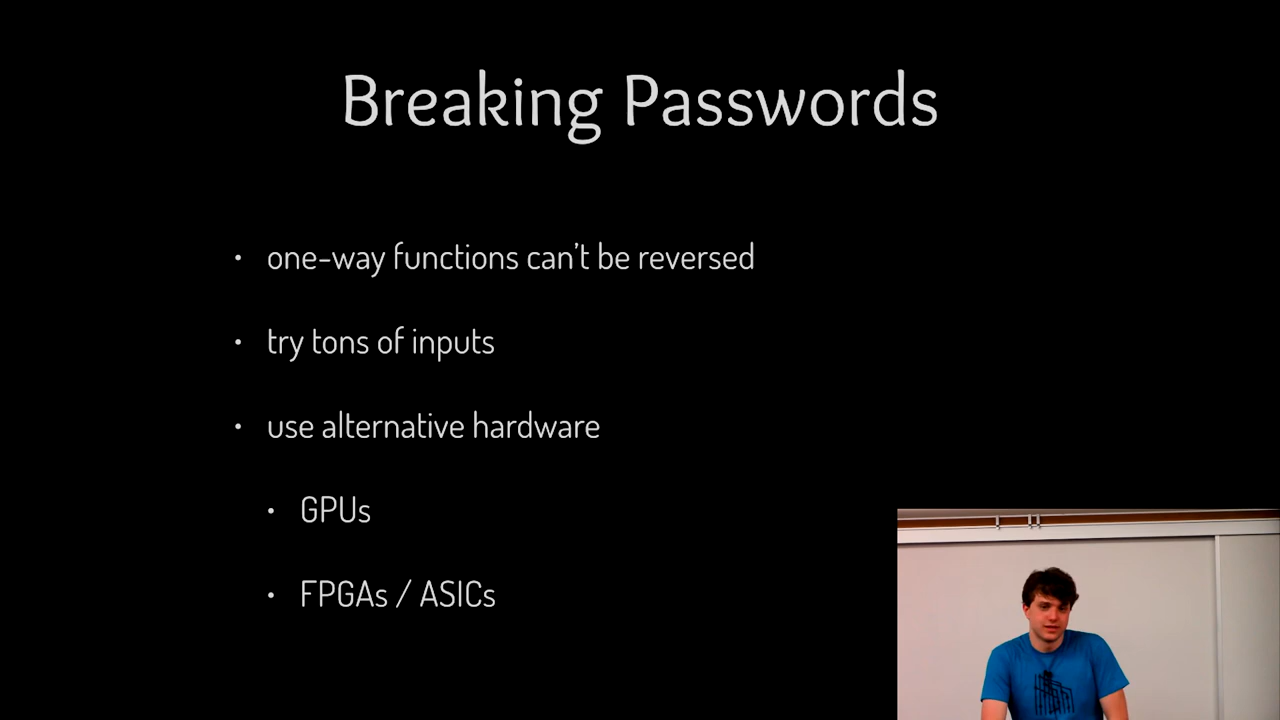 Breaking Passwords
• one-way functions can't be reversed
• try tons of inputs
• use alternative hardware
• GPUs
• FPGAs / ASICs